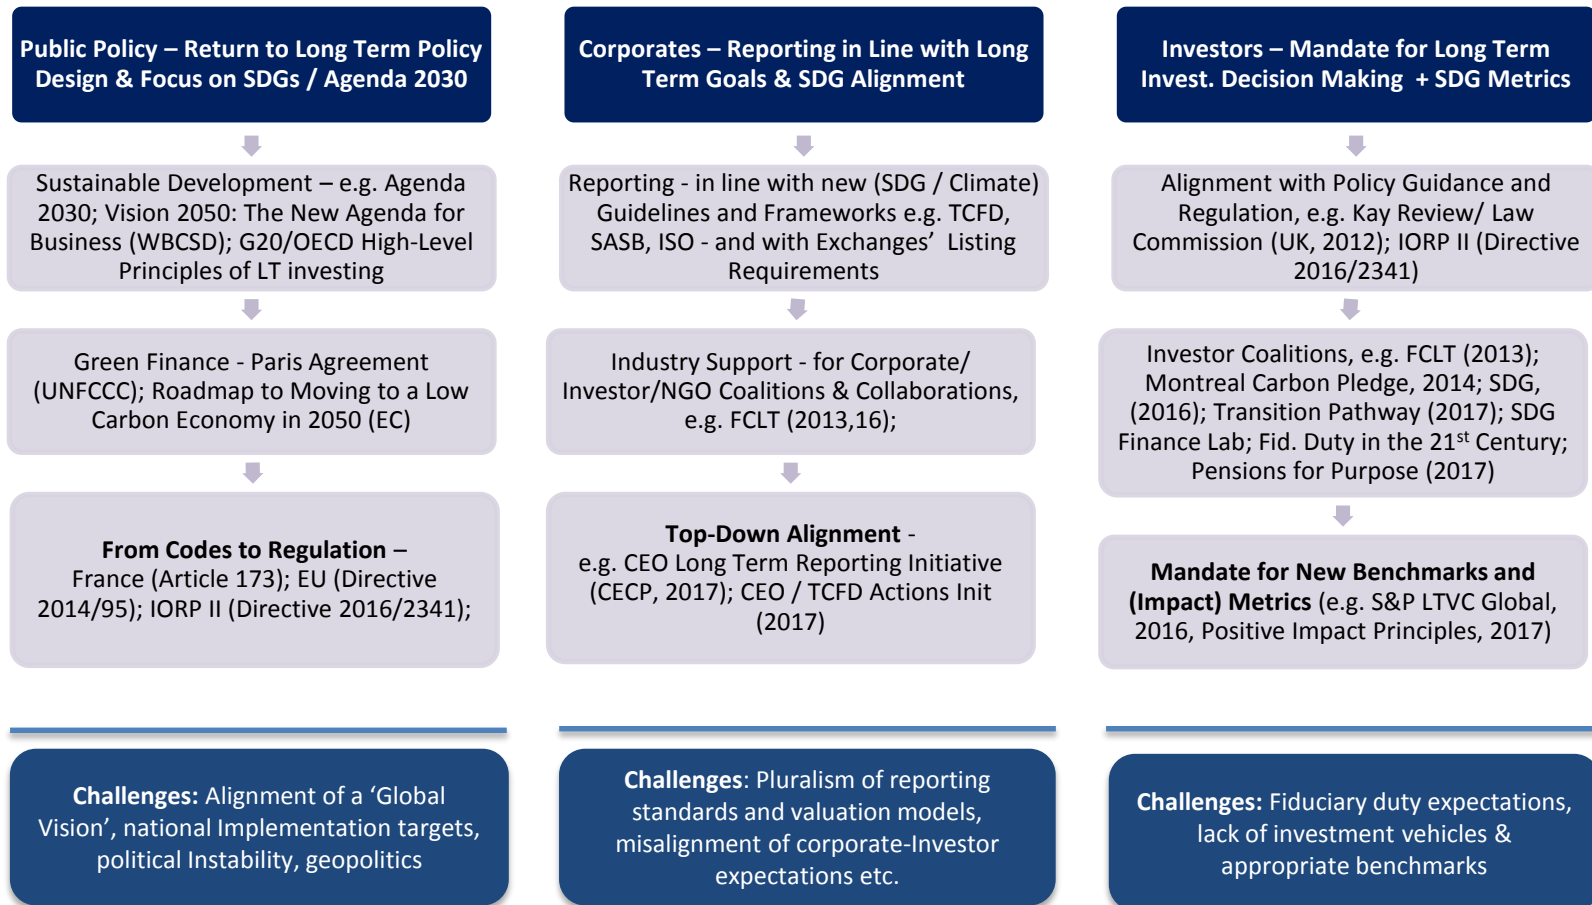 Public Policy – Return to Long Term Policy
Design & Focus on SDGs / Agenda 2030
Sustainable Development – e.g. Agenda
2030; Vision 2050: The New Agenda for
Business (WBCSD); G20/OECD High-Level
Principles of LT investing
Green Finance - Paris Agreement
(UNFCCC); Roadmap to Moving to a Low
Carbon Economy in 2050 (EC)
From Codes to Regulation –
France (Article 173); EU (Directive
2014/95); IORP II (Directive 2016/2341);
Challenges: Alignment of a ‘Global
Vision’, national Implementation targets,
political Instability, geopolitics
Corporates – Reporting in Line with Long
Term Goals & SDG Alignment
Reporting - in line with new (SDG / Climate)
Guidelines and Frameworks e.g. TCFD,
SASB, ISO - and with Exchanges’ Listing
Requirements
Industry Support - for Corporate/
Investor/NGO Coalitions & Collaborations,
e.g. FCLT (2013,16);
Top-Down Alignment -
e.g. CEO Long Term Reporting Initiative
(CECP, 2017); CEO / TCFD Actions Init
(2017)
Challenges: Pluralism of reporting
standards and valuation models,
misalignment of corporate-Investor
expectations etc.
Investors – Mandate for Long Term
Invest. Decision Making + SDG Metrics
Alignment with Policy Guidance and
Regulation, e.g. Kay Review/ Law
Commission (UK, 2012); IORP II (Directive
2016/2341)
Investor Coalitions, e.g. FCLT (2013);
Montreal Carbon Pledge, 2014; SDG,
(2016); Transition Pathway (2017); SDG
Finance Lab; Fid. Duty in the 21st Century;
Pensions for Purpose (2017)
Mandate for New Benchmarks and
(Impact) Metrics (e.g. S&P LTVC Global,
2016, Positive Impact Principles, 2017)
Challenges: Fiduciary duty expectations,
lack of investment vehicles &
appropriate benchmarks